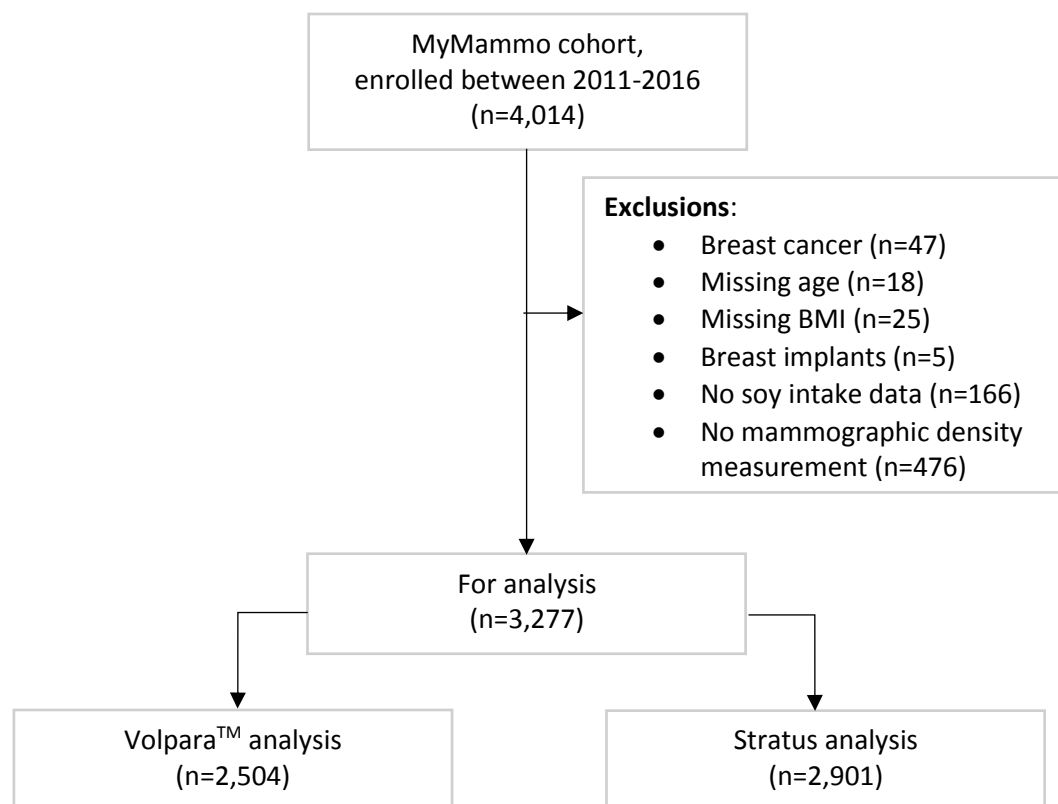 MyMammo cohort,
enrolled between 2011-2016
(n=4,014)
Exclusions:
• Breast cancer (n=47)
• Missing age (n=18)
• Missing BMI (n=25)
• Breast implants (n=5)
• No soy intake data (n=166)
• No mammographic density
measurement (n=476)
For analysis
(n=3,277)
Volpara™ analysis
(n=2,504)
Stratus analysis
(n=2,901)